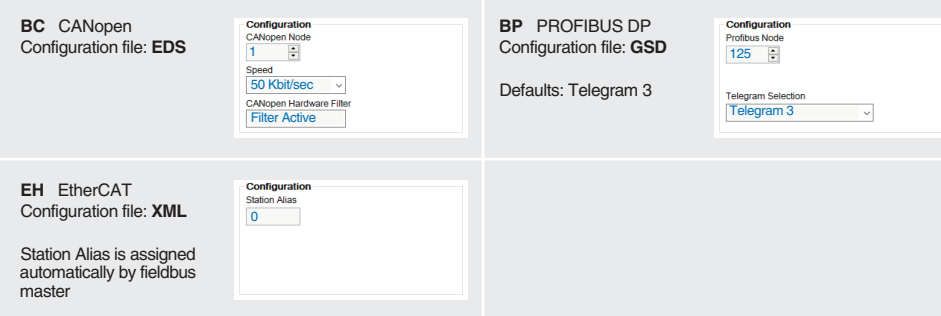 BC CANopen
Configuration file: EDS
Configuration
CANopen Node
1
Speed
50 Kbit/sec
CANopen Hardware Filter
Filter Active
BP PROFIBUS DP
Configuration file: GSD
Defaults: Telegram 3
Configuration
Profibus Node
125
Telegram Selection
Telegram 3
EH EtherCAT
Configuration file: XML
Station Alias is assigned
automatically by fieldbus
master
Configuration
Station Alias
0